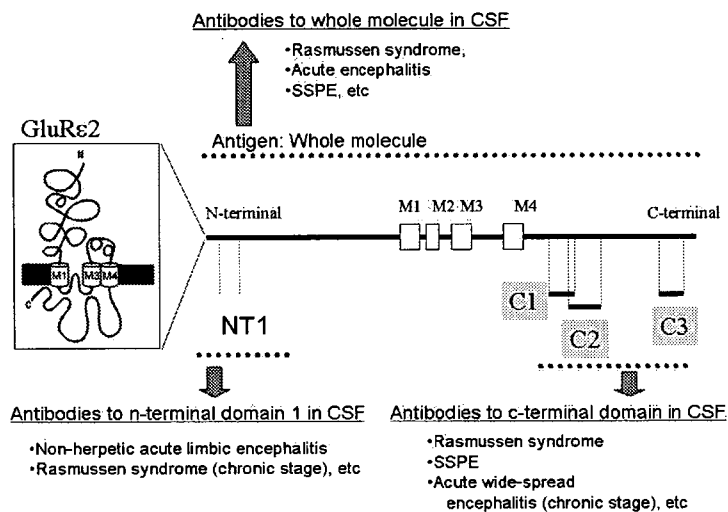 Antibodies to whole molecule in CSF
•Rasmussen syndrome,
•Acute encephalitis
•SSPE, etc
GluRε2
Antigen: Whole molecule
N
M1
M3
M4
C
N-terminal
M1
M2
M3
M4
C-terminal
NT1
C1
C2
C3
Antibodies to n-terminal domain 1 in CSF
•Non-herpetic acute limbic encephalitis
•Rasmussen syndrome (chronic stage), etc
Antibodies to c-terminal domain in CSF
•Rasmussen syndrome
•SSPE
•Acute wide-spread
encephalitis (chronic stage), etc